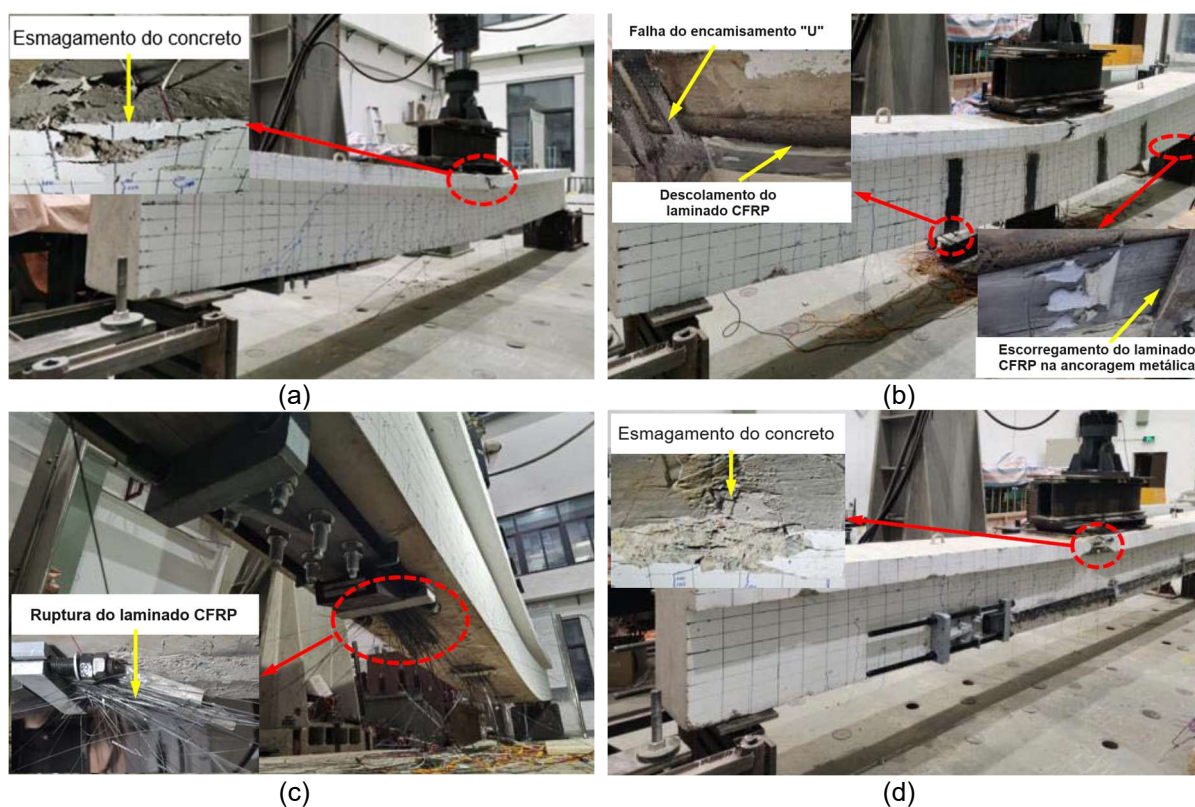 Esmagamento do concreto
(a)
Falha do encamisamento "U"
Descolamento do
laminado CFRP
Escorregamento do laminado
CFRP na ancoragem metálica
(b)
Ruptura do laminado CFRP
(c)
Esmagamento do concreto
(d)